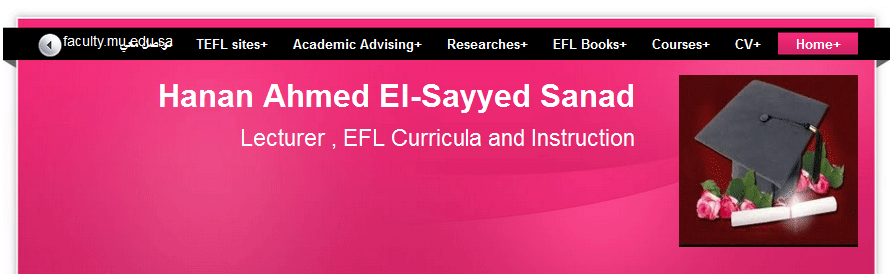 faculty.mu.edu.sa TEFL sites+ Academic Advising+ Researches+ EFL Books+ Courses+ CV+ Home+
Hanan Ahmed El-Sayyed Sanad
Lecturer , EFL Curricula and Instruction